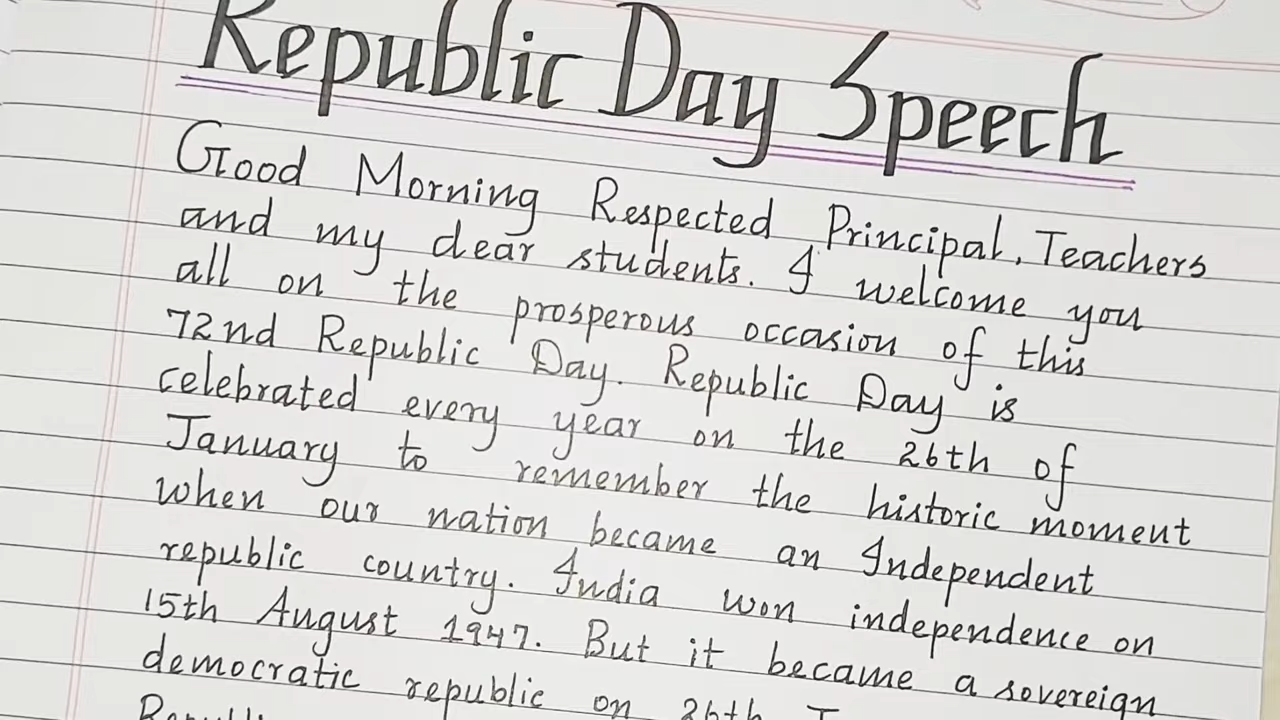 Republic Day Speech
Good Morning Respected Principal, Teachers
and my dear students. I welcome you
all on the prosperous occasion of this
72nd Republic Day. Republic Day is
celebrated every year on the 26th of
January to remember the historic moment
when our nation became an Independent
republic country. India won independence on
15th August 1947. But it became a sovereign
democratic republic on 26th